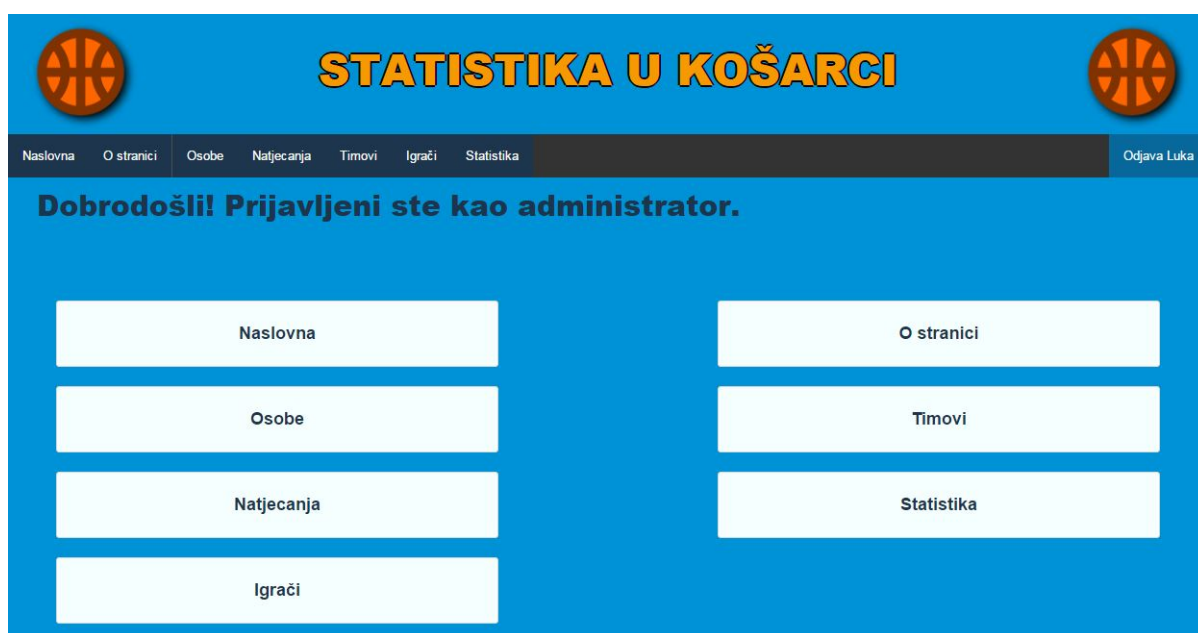 STATISTIKA U KOŠARCI
Naslovna O stranici Osobe Natjecanja Timovi Igrači Statistika Odjava Luka
Dobrodošli! Prijavljeni ste kao administrator.
Naslovna O stranici
Osobe Timovi
Natjecanja Statistika
Igrači